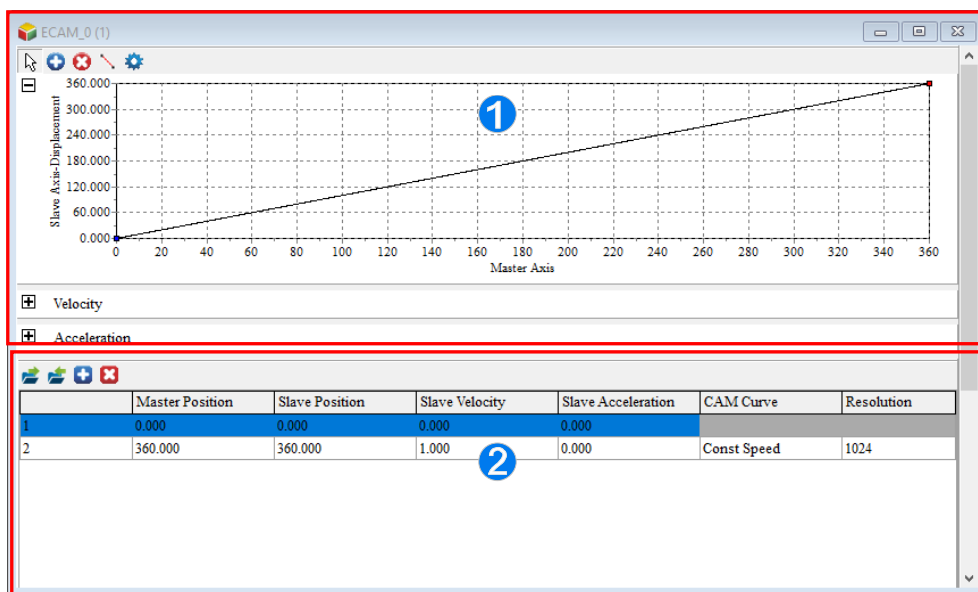 ECAM_0 (1)
360.000
300.000
240.000
180.000
120.000
60.000
0.000
Slave Axis-Displacement
1
0 20 40 60 80 100 120 140 160 180 200 220 240 260 280 300 320 340 360
Master Axis
Velocity
Acceleration
Master Position Slave Position Slave Velocity Slave Acceleration CAM Curve Resolution
1 0.000 0.000 0.000 0.000
2 360.000 360.000 1.000 0.000 Const Speed 1024
2